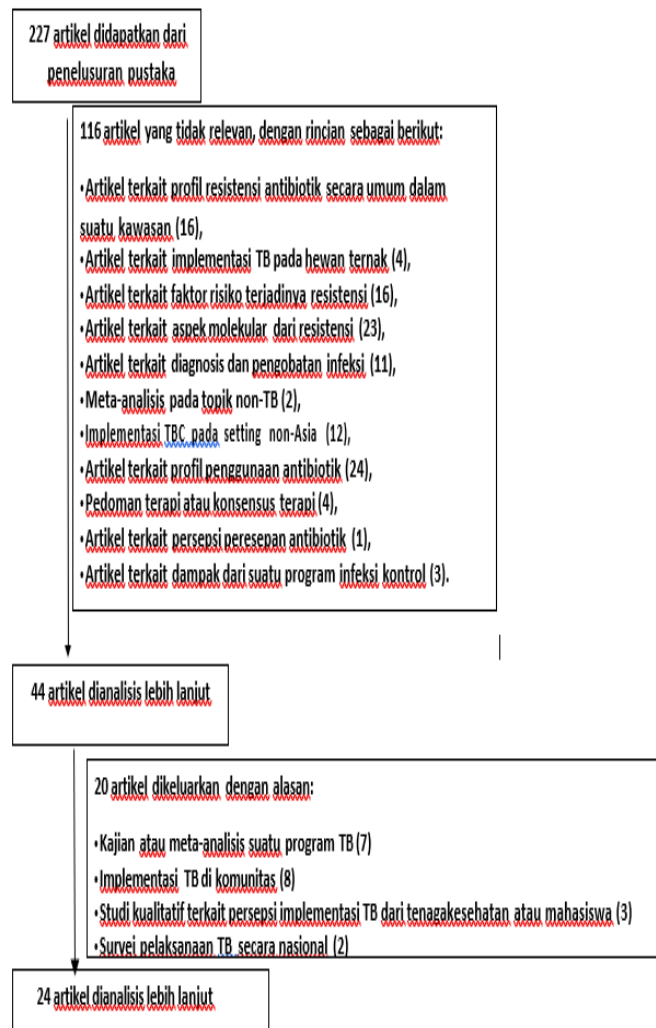 227 artikel didapatkan dari
penelusuran pustaka
116 artikel yang tidak relevan, dengan rincian sebagai berikut:
•Artikel terkait profil resistensi antibiotik secara umum dalam
suatu kawasan (16),
•Artikel terkait implementasi TB pada hewan ternak (4),
•Artikel terkait faktor risiko terjadinya resistensi (16),
•Artikel terkait aspek molekular dari resistensi (23),
•Artikel terkait diagnosis dan pengobatan infeksi (11),
•Meta-analisis pada topik non-TB (2),
•Implementasi TBC pada setting non-Asia (12),
•Artikel terkait profil penggunaan antibiotik (24),
•Pedoman terapi atau konsensus terapi (4),
•Artikel terkait persepsi peresepan antibiotik (1),
•Artikel terkait dampak dari suatu program infeksi kontrol (3).
44 artikel dianalisis lebih lanjut
20 artikel dikeluarkan dengan alasan:
•Kajian atau meta-analisis suatu program TB (7)
•Implementasi TB di komunitas (8)
•Studi kualitatif terkait persepsi implementasi TB dari tenagakesehatan atau mahasiswa (3)
•Survei pelaksanaan TB secara nasional (2)
24 artikel dianalisis lebih lanjut